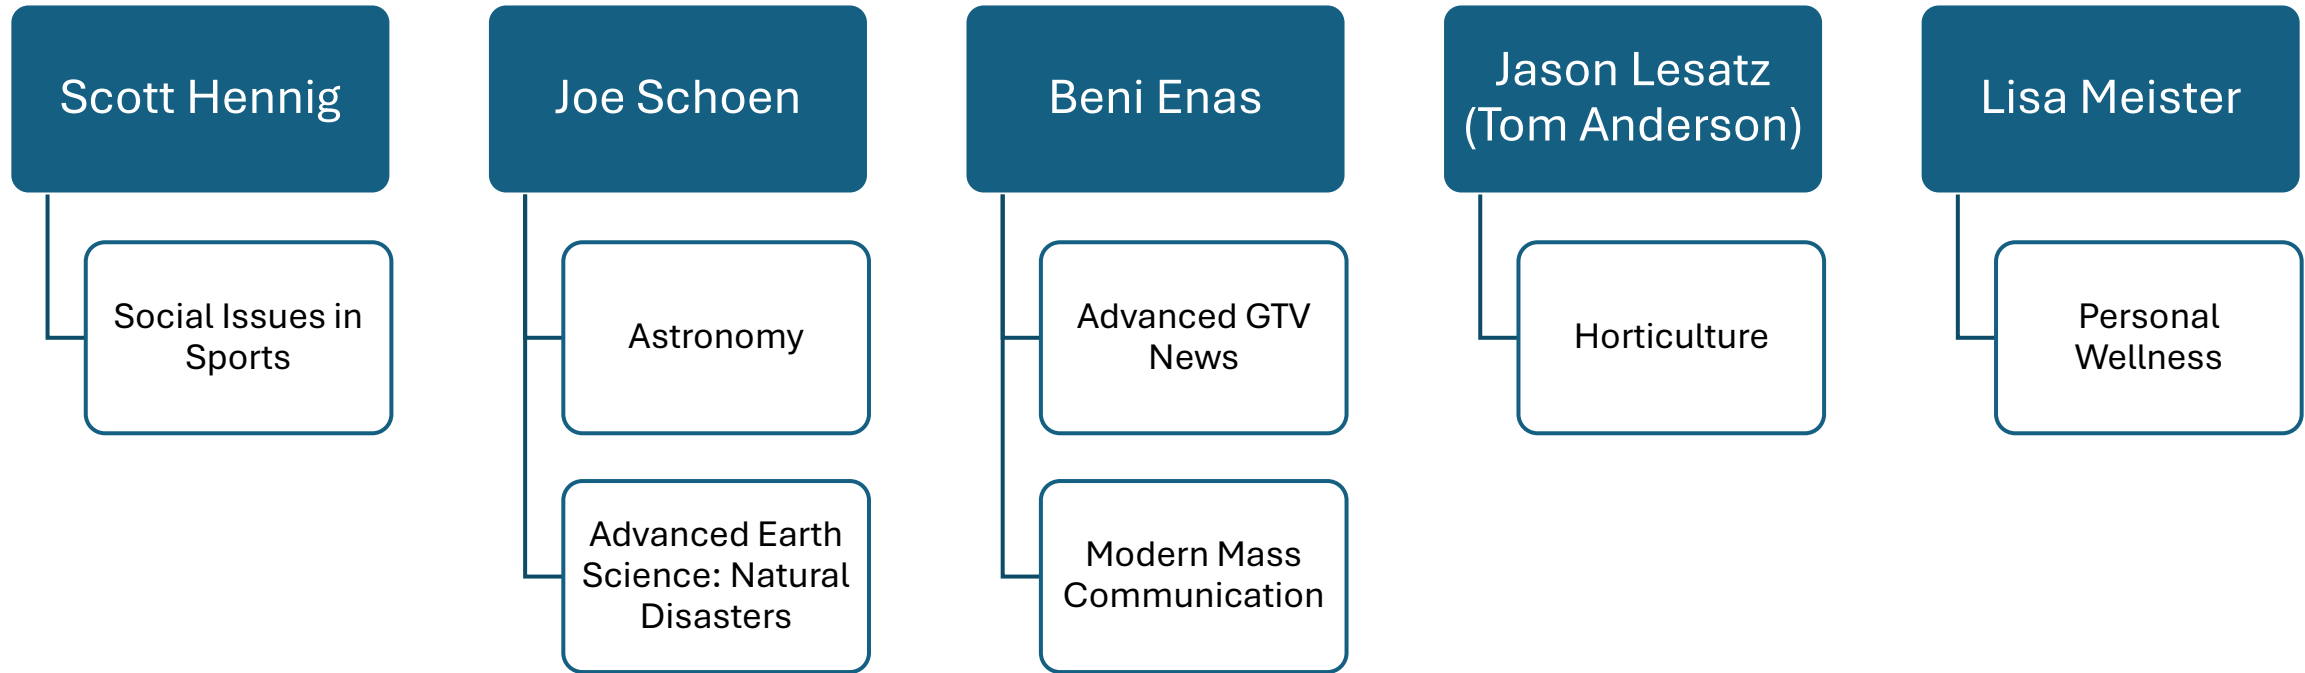 Scott Hennig
Social Issues in
Sports
Joe Schoen
Astronomy
Advanced Earth
Science: Natural
Disasters
Beni Enas
Advanced GTV
News
Modern Mass
Communication
Jason Lesatz
(Tom Anderson)
Horticulture
Lisa Meister
Personal
Wellness